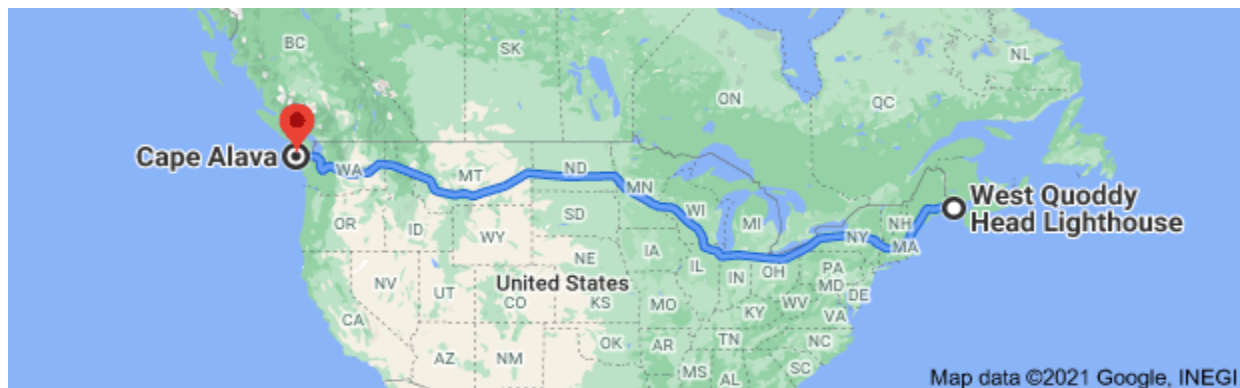 BC
SK
NL
ON
QC
Cape Alava
WA
MT
ND
MN
West Quoddy
Head Lighthouse
OR
ID
SD
WI
MI
NH
NY
MA
WY
IA
NE
IL
IN
OH
PA
NV
UT
United States
CO
KS
MO
KY
WV
MD
DE
VA
CA
AZ
NM
OK
AR
TN
NC
MS
AL
SC
Map data ©2021 Google, INEGI